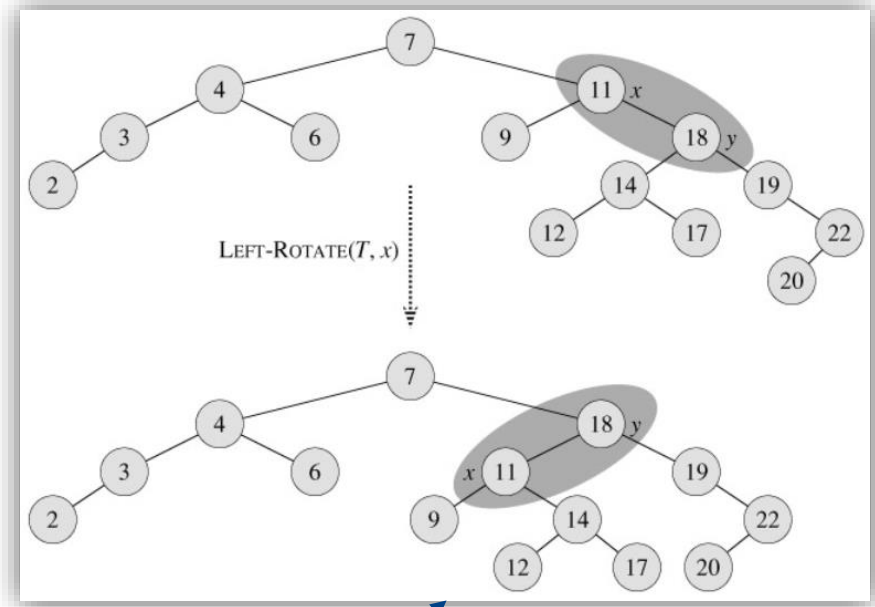 7
4 11 x
3 6 9 18 y
2 14 19
12 17 22
LEFT-ROTATE(T, x)
20
7
4 18 y
3 6 x 11 19
2 9 14 22
12 17 20